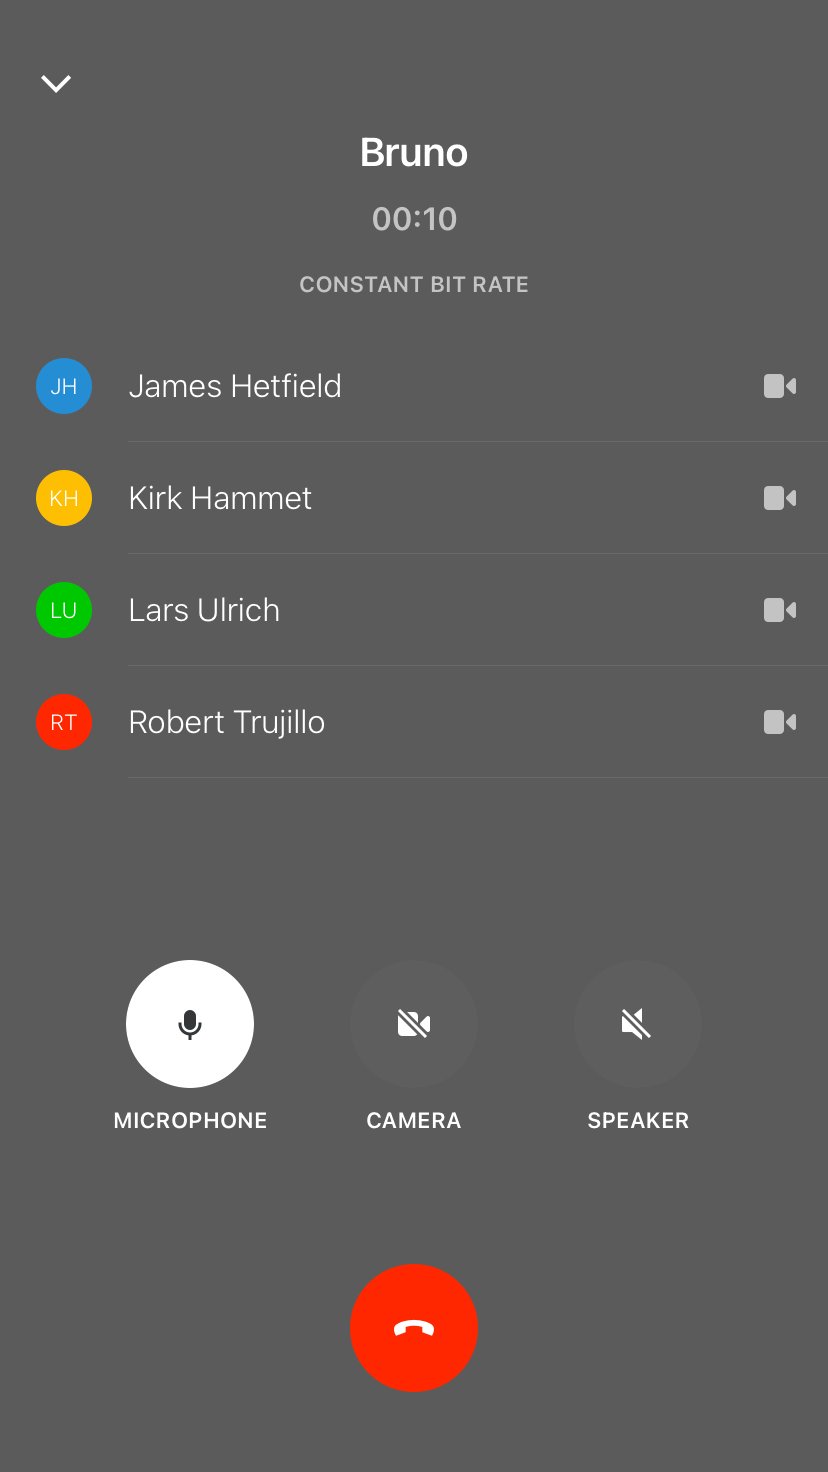 Bruno
00:10
CONSTANT BIT RATE
JH James Hetfield
KH Kirk Hammet
LU Lars Ulrich
RT Robert Trujillo
MICROPHONE CAMERA SPEAKER